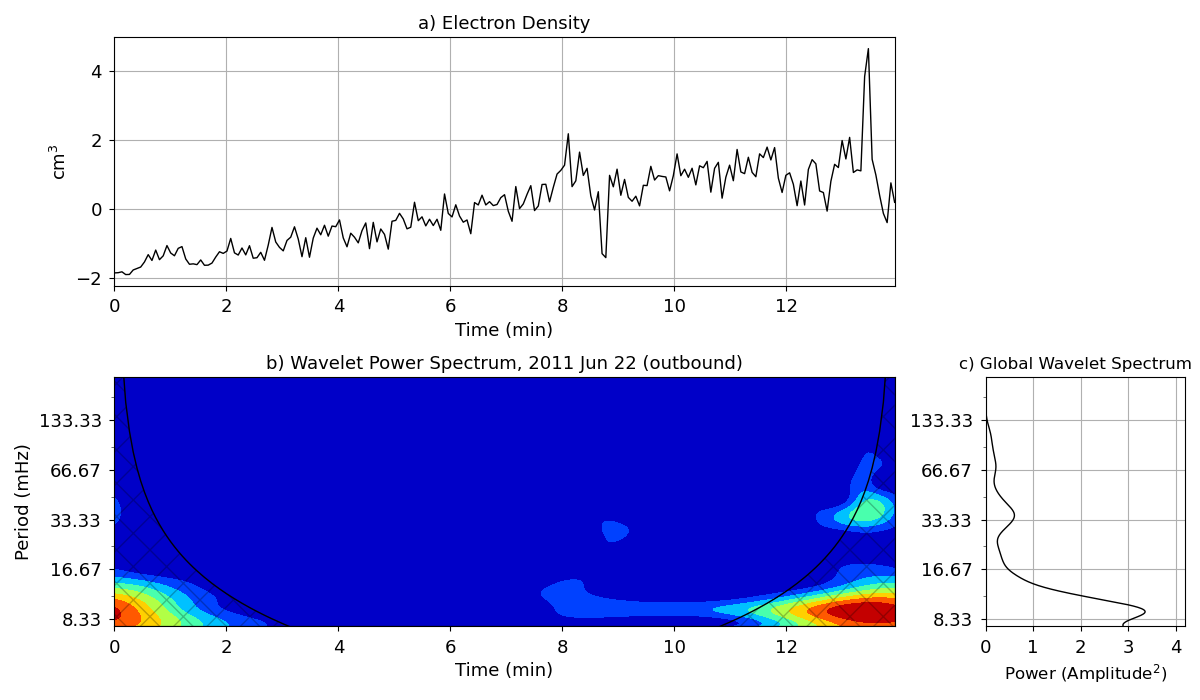 a) Electron Density
cm³
4
2
0
−2
0 2 4 6 8 10 12
Time (min)
b) Wavelet Power Spectrum, 2011 Jun 22 (outbound)
Period (mHz)
133.33
66.67
33.33
16.67
8.33
0 2 4 6 8 10 12
Time (min)
c) Global Wavelet Spectrum
133.33
66.67
33.33
16.67
8.33
0 1 2 3 4
Power (Amplitude²)